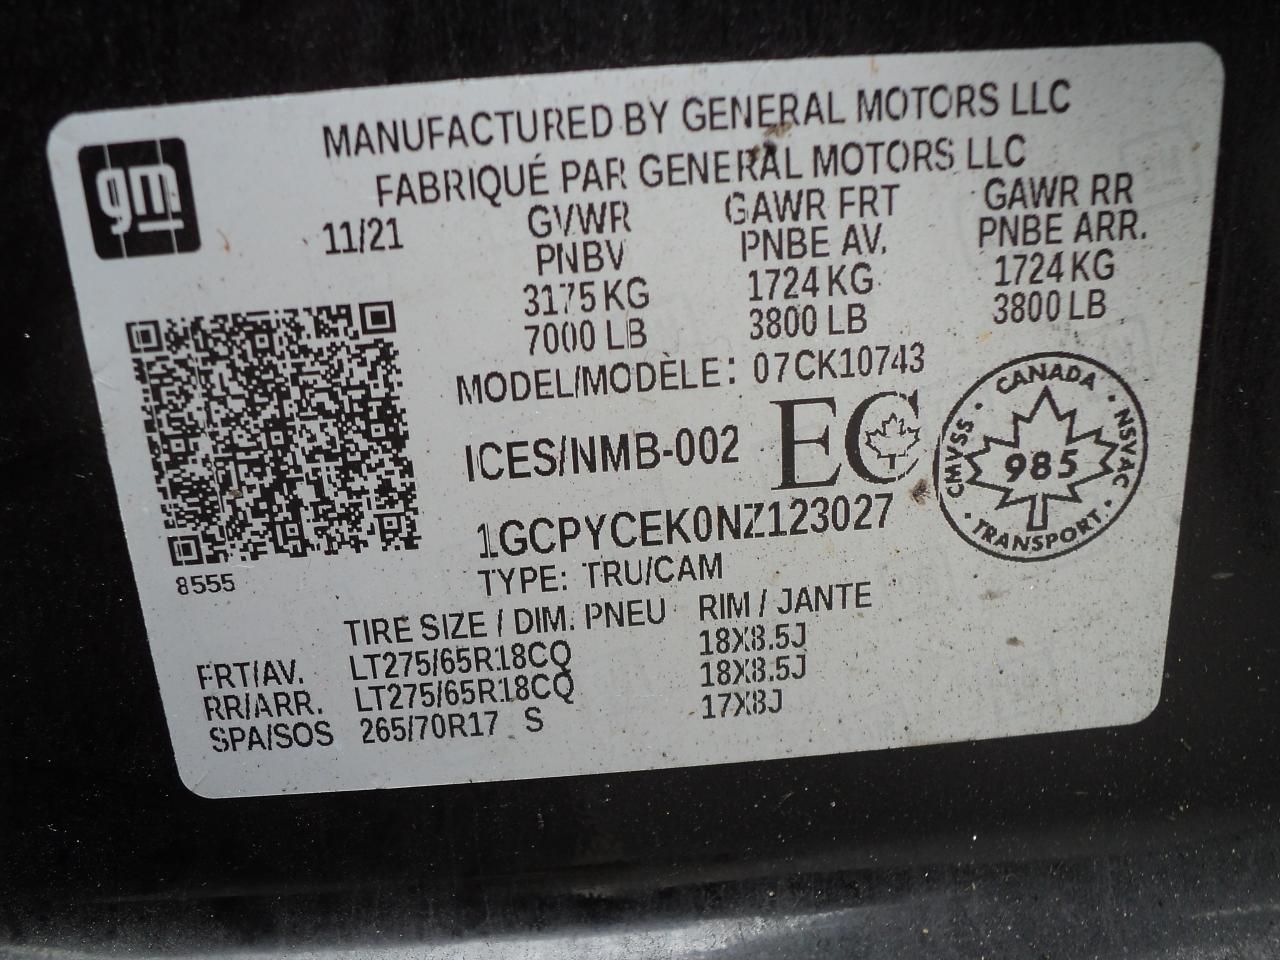 gm
MANUFACTURED BY GENERAL MOTORS LLC
FABRIQUÉ PAR GENERAL MOTORS LLC
11/21 GVWR GAWR FRT GAWR RR
PNBV PNBE AV. PNBE ARR.
3175 KG 1724 KG 1724 KG
7000 LB 3800 LB 3800 LB
MODEL/MODÈLE: 07CK10743
ICES/NMB-002 EC
CANADA
CMVSS 985 NSVAC
TRANSPORT
1GCPYCEK0NZ123027
8555
TYPE: TRU/CAM
TIRE SIZE / DIM. PNEU RIM / JANTE
FRT/AV. LT275/65R18CQ 18X8.5J
RR/ARR. LT275/65R18CQ 18X8.5J
SPA/SOS 265/70R17 S 17X8J